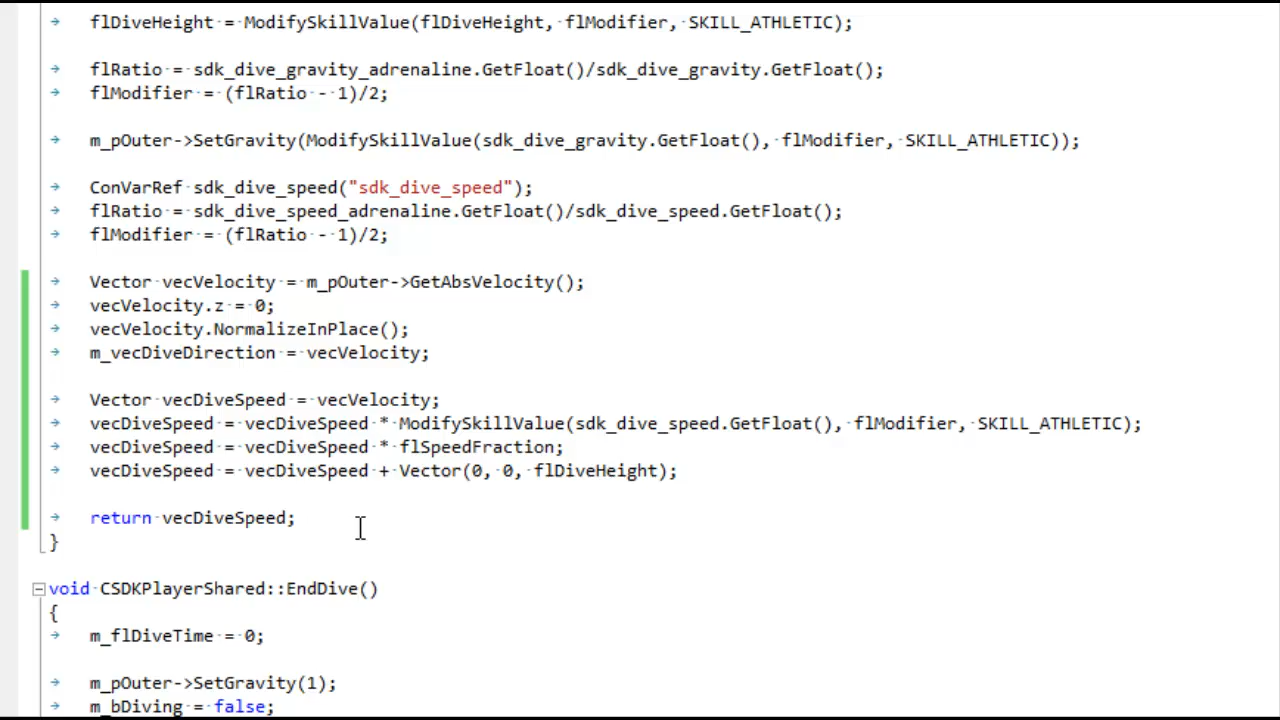 flDiveHeight = ModifySkillValue(flDiveHeight, flModifier, SKILL_ATHLETIC);
flRatio = sdk_dive_gravity_adrenaline.GetFloat()/sdk_dive_gravity.GetFloat();
flModifier = (flRatio - 1)/2;
m_pOuter->SetGravity(ModifySkillValue(sdk_dive_gravity.GetFloat(), flModifier, SKILL_ATHLETIC));
ConVarRef sdk_dive_speed("sdk_dive_speed");
flRatio = sdk_dive_speed_adrenaline.GetFloat()/sdk_dive_speed.GetFloat();
flModifier = (flRatio - 1)/2;
Vector vecVelocity = m_pOuter->GetAbsVelocity();
vecVelocity.z = 0;
vecVelocity.NormalizeInPlace();
m_vecDiveDirection = vecVelocity;
Vector vecDiveSpeed = vecVelocity;
vecDiveSpeed = vecDiveSpeed * ModifySkillValue(sdk_dive_speed.GetFloat(), flModifier, SKILL_ATHLETIC);
vecDiveSpeed = vecDiveSpeed * flSpeedFraction;
vecDiveSpeed = vecDiveSpeed + Vector(0, 0, flDiveHeight);
return vecDiveSpeed;
}
void CSDKPlayerShared::EndDive()
{
m_flDiveTime = 0;
m_pOuter->SetGravity(1);
m_bDiving = false;